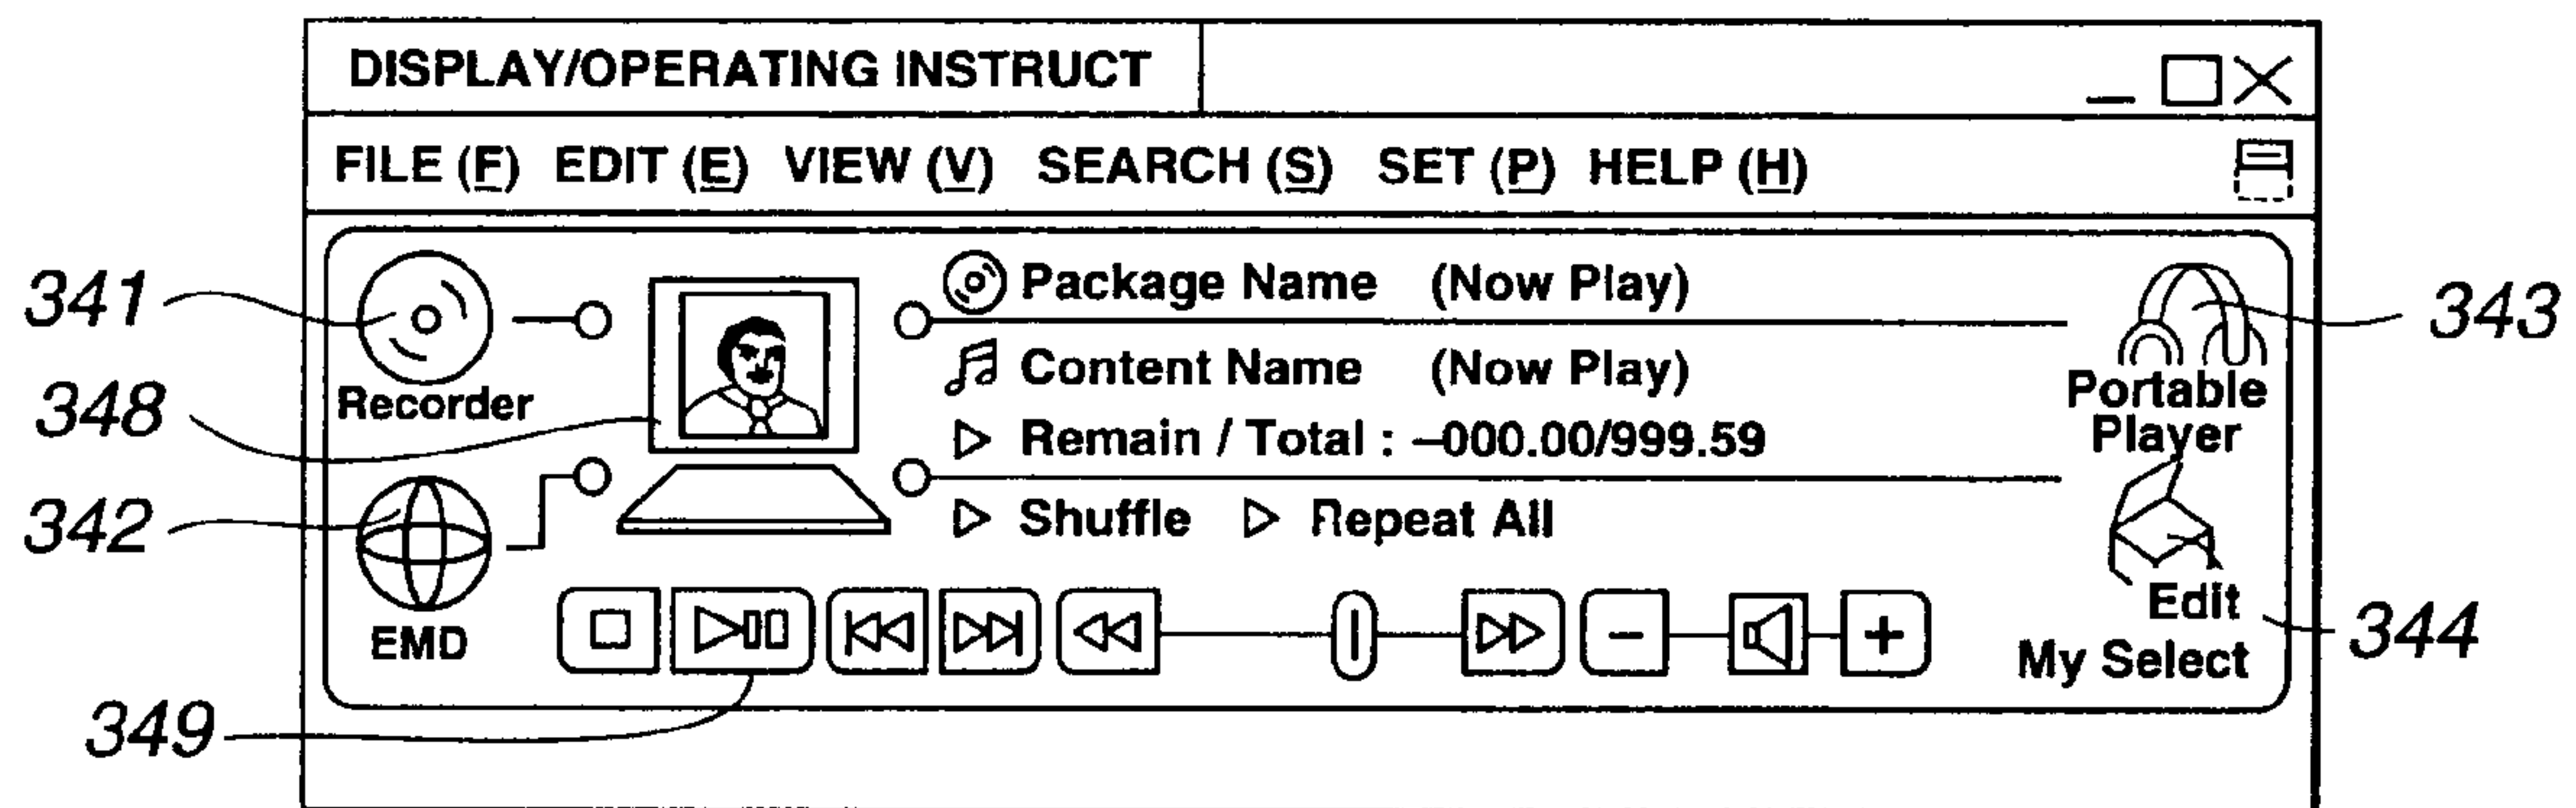 DISPLAY/OPERATING INSTRUCT
FILE (F) EDIT (E) VIEW (V) SEARCH (S) SET (P) HELP (H)
341
Recorder
348
342
EMD
349
Package Name (Now Play)
Content Name (Now Play)
Remain / Total : –000.00/999.59
Shuffle Repeat All
343
Portable
Player
Edit
344
My Select